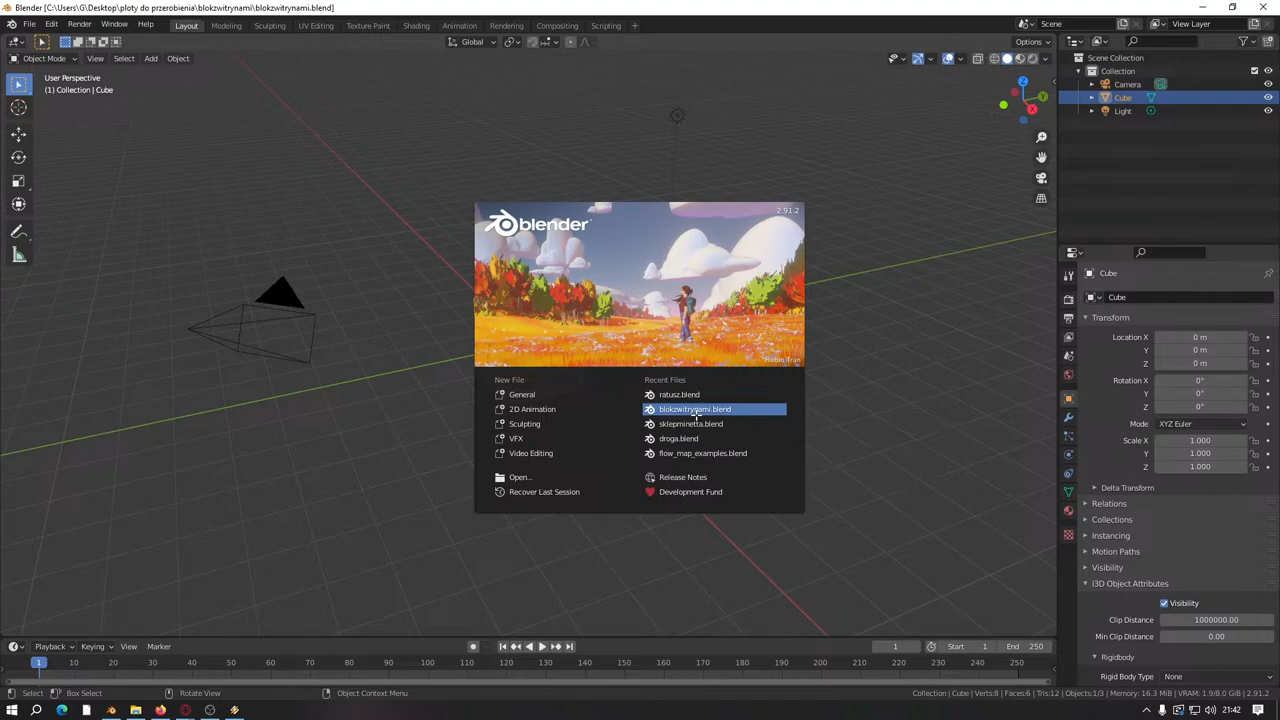 Blender [C:\Users\G\Desktop\ploty do przerobienia\blokzwitrynami\blokzwitrynami.blend]
File Edit Render Window Help Layout Modeling Sculpting UV Editing Texture Paint Shading Animation Rendering Compositing Scripting Scene View Layer
Global Options
Object Mode View Select Add Object
User Perspective
(1) Collection | Cube
Z
Y
X
Scene Collection
Collection
Camera
Cube
Light
blender
2.91.2
Robin Tran
New File
General
2D Animation
Sculpting
VFX
Video Editing
Open...
Recover Last Session
Recent Files
ratusz.blend
blokzwitrynami.blend
sklepminetta.blend
droga.blend
flow_map_examples.blend
Release Notes
Development Fund
Cube
Cube
Transform
Location X 0 m
Y 0 m
Z 0 m
Rotation X 0°
Y 0°
Z 0°
Mode XYZ Euler
Scale X 1.000
Y 1.000
Z 1.000
Delta Transform
Relations
Collections
Instancing
Motion Paths
Visibility
I3D Object Attributes
Visibility
Clip Distance 1000000.00
Min Clip Distance 0.00
Rigidbody
Rigid Body Type None
Playback Keying View Marker 1 Start 1 End 250
1 10 20 30 40 50 60 70 80 90 100 110 120 130 140 150 160 170 180 190 200 210 220 230 240 250
Select Box Select Rotate View Object Context Menu Collection | Cube | Verts:8 | Faces:6 | Tris:12 | Objects:1/3 | Memory: 16.3 MiB | VRAM: 1.9/8.0 GiB | 2.91.2
21:42